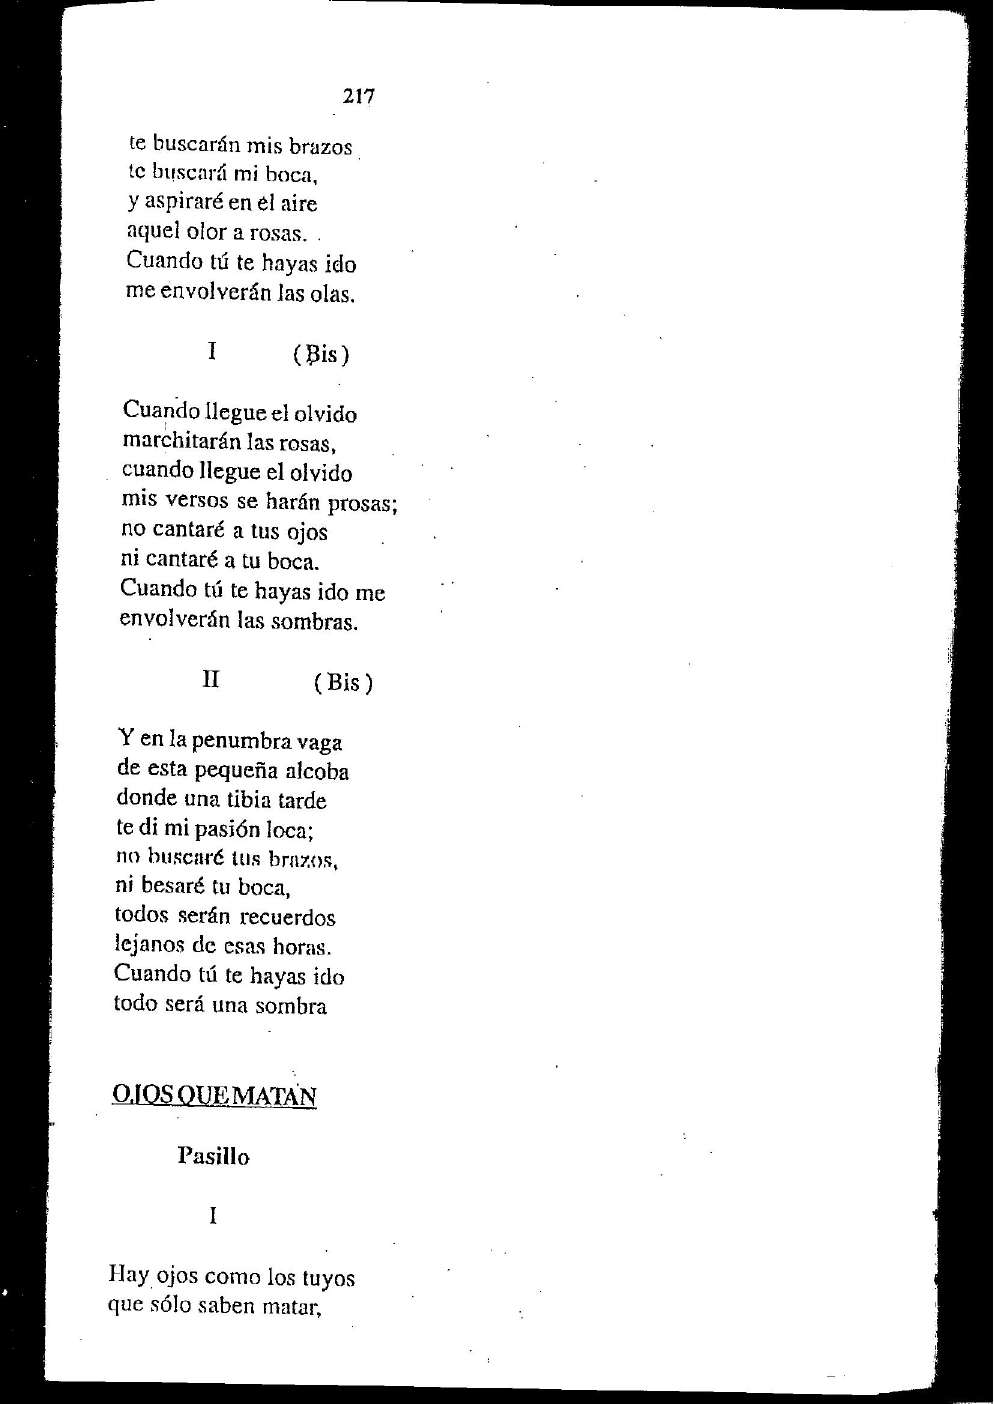 217
te buscarán mis brazos
te buscará mi boca,
y aspiraré en el aire
aquel olor a rosas.
Cuando tú te hayas ido
me envolverán las olas.
I (Bis)
Cuando llegue el olvido
marchitarán las rosas,
cuando llegue el olvido
mis versos se harán prosas;
no cantaré a tus ojos
ni cantaré a tu boca.
Cuando tú te hayas ido me
envolverán las sombras.
II (Bis)
Y en la penumbra vaga
de esta pequeña alcoba
donde una tibia tarde
te di mi pasión loca;
no buscaré tus brazos,
ni besaré tu boca,
todos serán recuerdos
lejanos de esas horas.
Cuando tú te hayas ido
todo será una sombra
OJOS QUE MATAN
Pasillo
I
Hay ojos como los tuyos
que sólo saben matar,